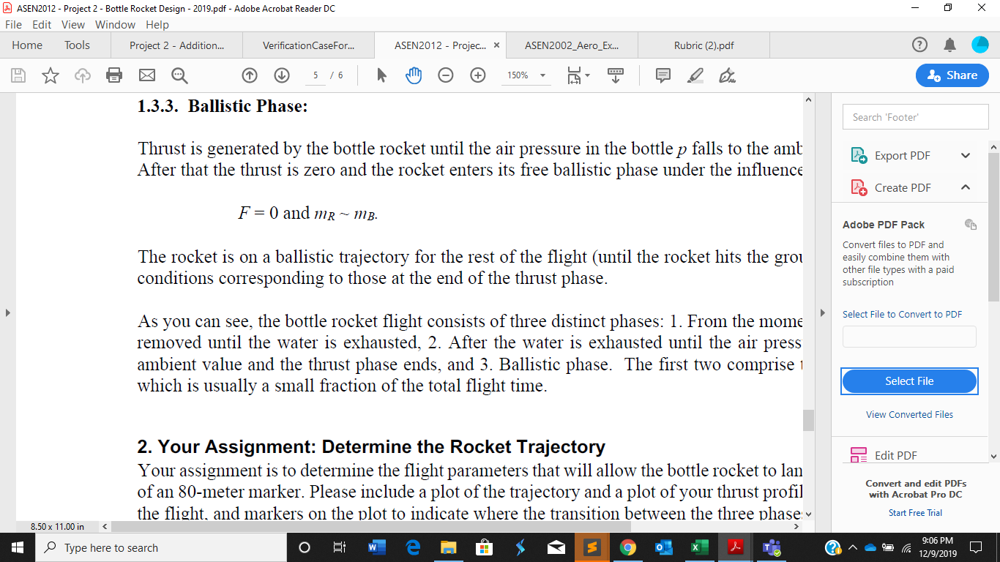 ASEN2012 - Project 2 - Bottle Rocket Design - 2019.pdf - Adobe Acrobat Reader DC
File Edit View Window Help
Home Tools Project 2 - Addition... VerificationCaseFor... ASEN2012 - Projec... × ASEN2002_Aero_Ex... Rubric (2).pdf
5 / 6 150% Share
1.3.3. Ballistic Phase:
Thrust is generated by the bottle rocket until the air pressure in the bottle p falls to the amb
After that the thrust is zero and the rocket enters its free ballistic phase under the influence
F = 0 and mR ~ mB.
The rocket is on a ballistic trajectory for the rest of the flight (until the rocket hits the grou
conditions corresponding to those at the end of the thrust phase.
As you can see, the bottle rocket flight consists of three distinct phases: 1. From the mome
removed until the water is exhausted, 2. After the water is exhausted until the air press
ambient value and the thrust phase ends, and 3. Ballistic phase. The first two comprise t
which is usually a small fraction of the total flight time.
2. Your Assignment: Determine the Rocket Trajectory
Your assignment is to determine the flight parameters that will allow the bottle rocket to lan
of an 80-meter marker. Please include a plot of the trajectory and a plot of your thrust profil
the flight, and markers on the plot to indicate where the transition between the three phases
8.50 x 11.00 in
Search 'Footer'
Export PDF
Create PDF
Adobe PDF Pack
Convert files to PDF and
easily combine them with
other file types with a paid
subscription
Select File to Convert to PDF
Select File
View Converted Files
Edit PDF
Convert and edit PDFs
with Acrobat Pro DC
Start Free Trial
Type here to search
9:06 PM
12/9/2019